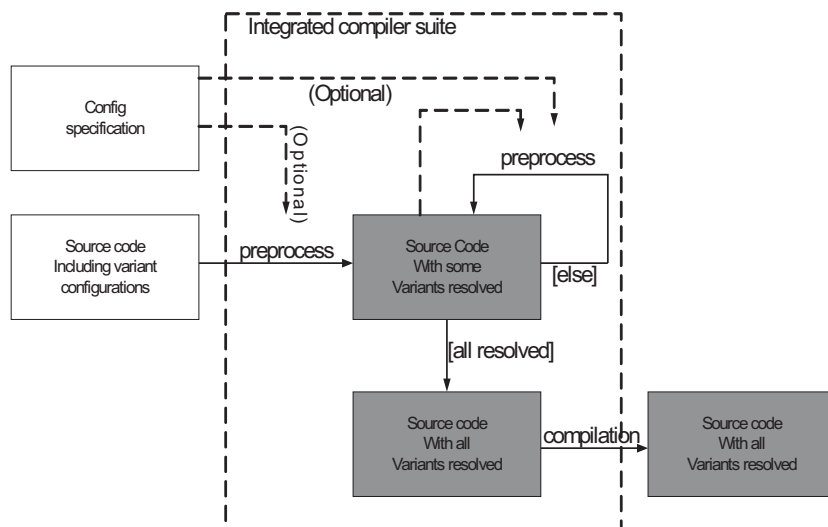 Integrated compiler suite
Config
specification
(Optional)
(Optional)
preprocess
Source code
Including variant
configurations
preprocess
Source Code
With some
Variants resolved
[else]
[all resolved]
Source code
With all
Variants resolved
compilation
Source code
With all
Variants resolved